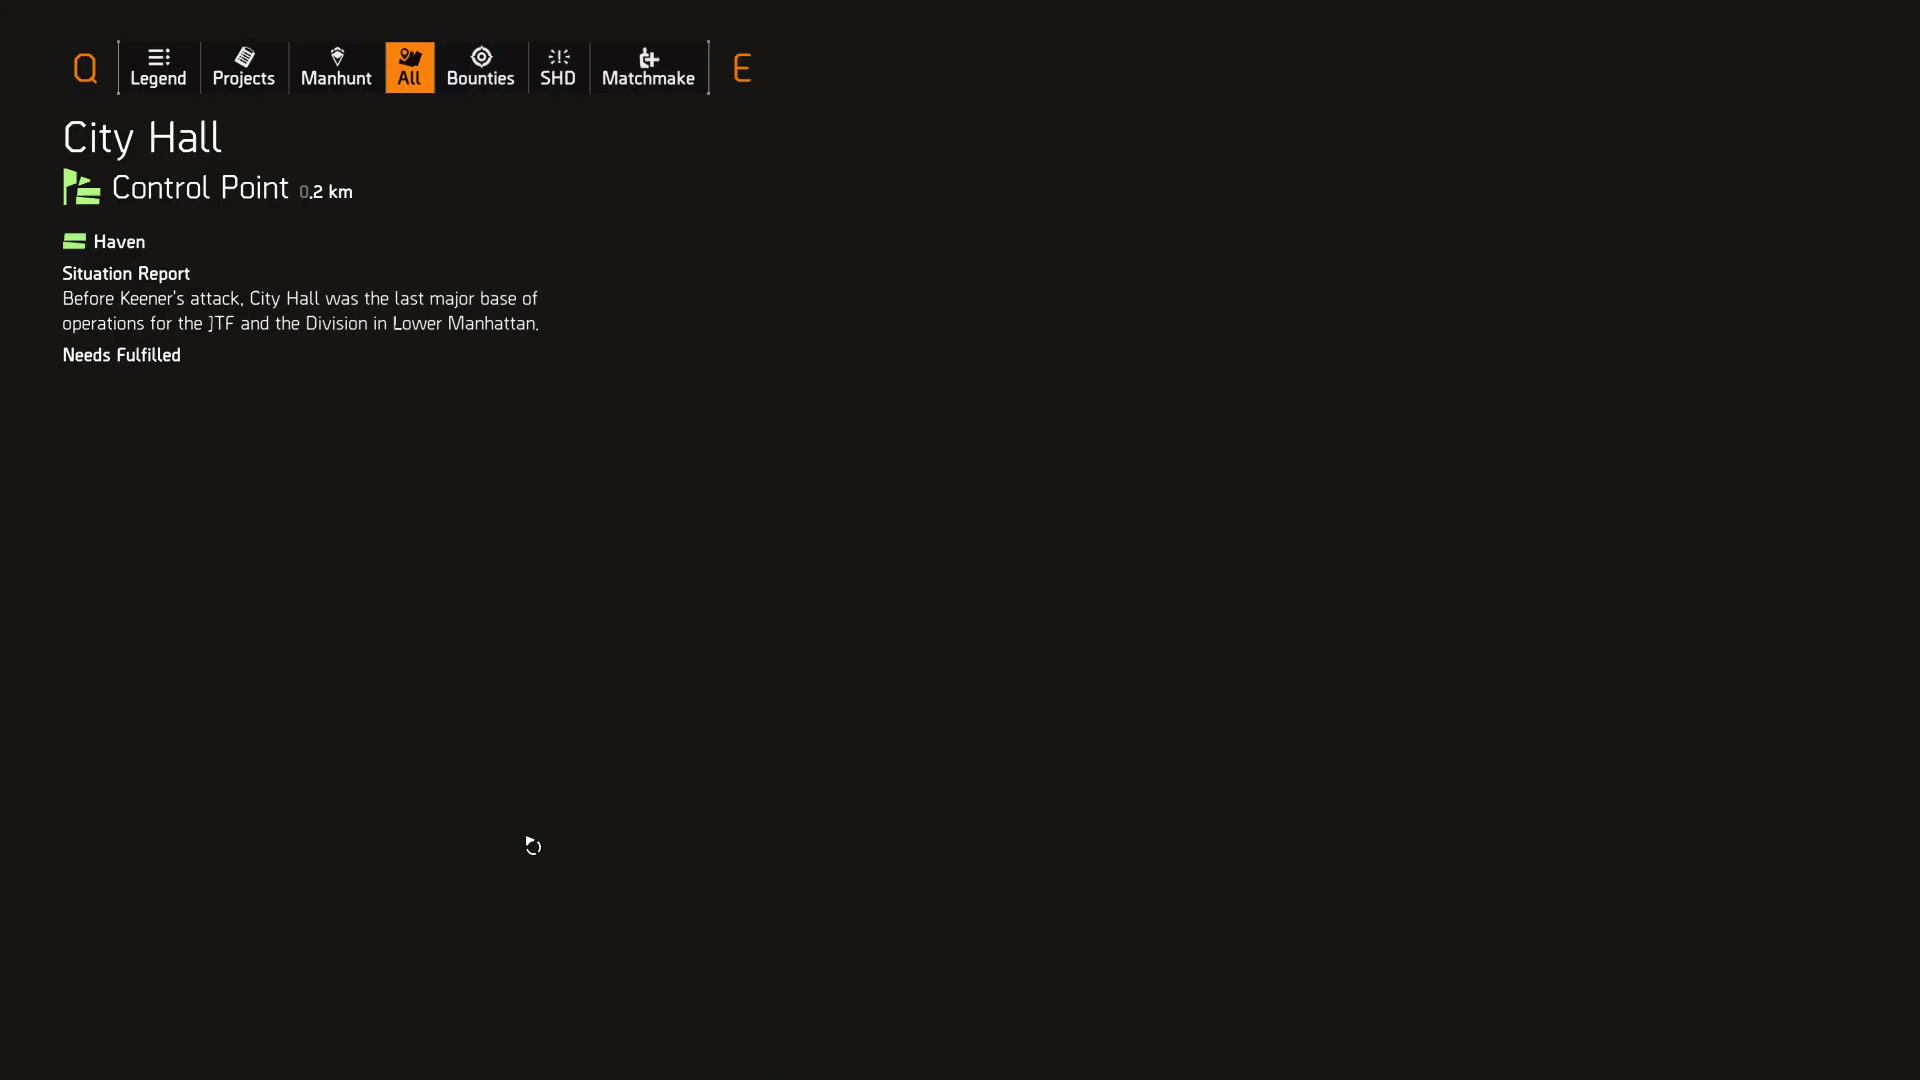 Q Legend Projects Manhunt All Bounties SHD Matchmake E
City Hall
Control Point 0.2 km
Haven
Situation Report
Before Keener's attack, City Hall was the last major base of
operations for the JTF and the Division in Lower Manhattan.
Needs Fulfilled